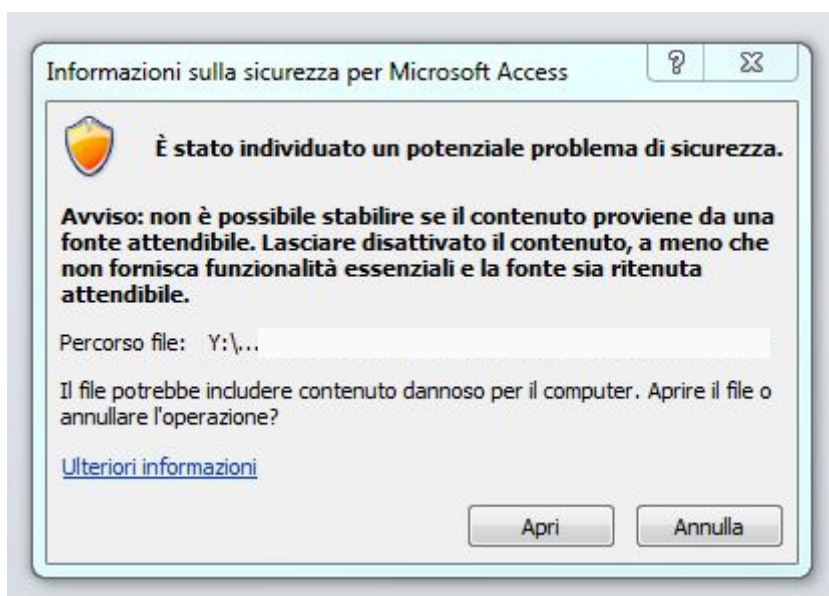 Informazioni sulla sicurezza per Microsoft Access
È stato individuato un potenziale problema di sicurezza.
Avviso: non è possibile stabilire se il contenuto proviene da una
fonte attendibile. Lasciare disattivato il contenuto, a meno che
non fornisca funzionalità essenziali e la fonte sia ritenuta
attendibile.
Percorso file: Y:\...
Il file potrebbe includere contenuto dannoso per il computer. Aprire il file o
annullare l'operazione?
Ulteriori informazioni
Apri Annulla